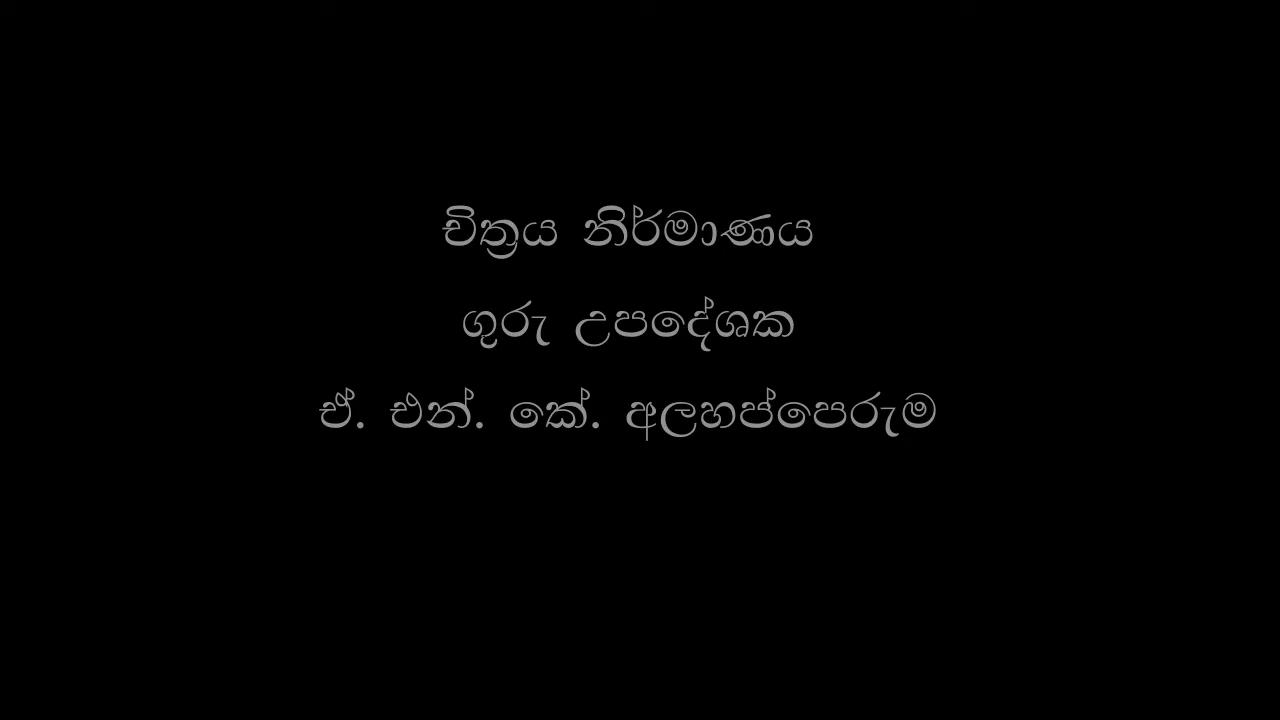 චිත්‍රය නිර්මාණය
ගුරු උපදේශක
ඒ. එන්. කේ. අලහප්පෙරුම